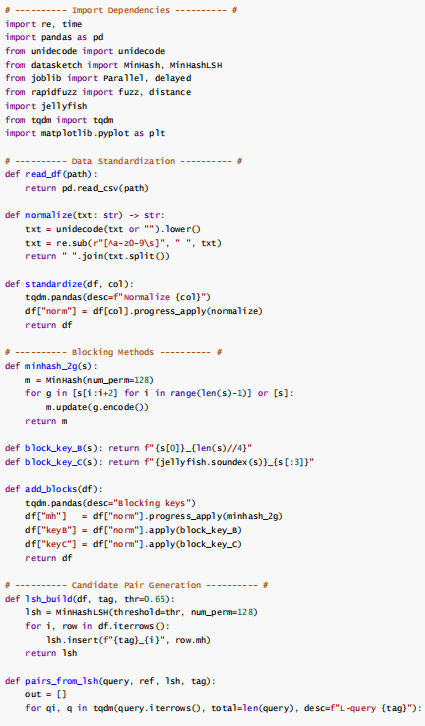 # ---------- Import Dependencies ---------- #
import re, time
import pandas as pd
from unidecode import unidecode
from datasketch import MinHash, MinHashLSH
from joblib import Parallel, delayed
from rapidfuzz import fuzz, distance
import jellyfish
from tqdm import tqdm
import matplotlib.pyplot as plt

# ---------- Data Standardization ---------- #
def read_df(path):
    return pd.read_csv(path)

def normalize(txt: str) -> str:
    txt = unidecode(txt or "").lower()
    txt = re.sub(r"[^a-z0-9\s]", " ", txt)
    return " ".join(txt.split())

def standardize(df, col):
    tqdm.pandas(desc=f"Normalize {col}")
    df["norm"] = df[col].progress_apply(normalize)
    return df

# ---------- Blocking Methods ---------- #
def minhash_2g(s):
    m = MinHash(num_perm=128)
    for g in [s[i:i+2] for i in range(len(s)-1)] or [s]:
        m.update(g.encode())
    return m

def block_key_B(s): return f"{s[0]}_{len(s)//4}"
def block_key_C(s): return f"{jellyfish.soundex(s)}_{s[:3]}"

def add_blocks(df):
    tqdm.pandas(desc="Blocking keys")
    df["mh"]   = df["norm"].progress_apply(minhash_2g)
    df["keyB"] = df["norm"].apply(block_key_B)
    df["keyC"] = df["norm"].apply(block_key_C)
    return df

# ---------- Candidate Pair Generation ---------- #
def lsh_build(df, tag, thr=0.65):
    lsh = MinHashLSH(threshold=thr, num_perm=128)
    for i, row in df.iterrows():
        lsh.insert(f"{tag}_{i}", row.mh)
    return lsh

def pairs_from_lsh(query, ref, lsh, tag):
    out = []
    for qi, q in tqdm(query.iterrows(), total=len(query), desc=f"L-query {tag}"):